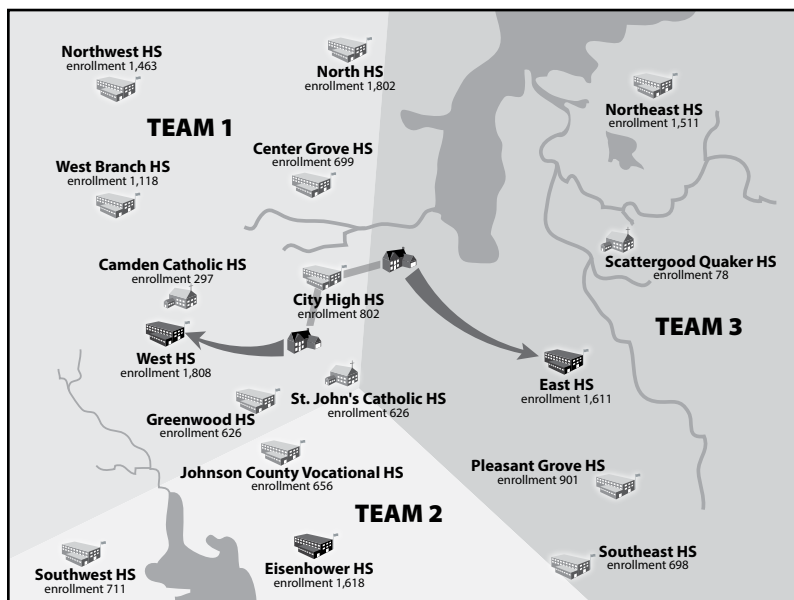 Northwest HS
enrollment 1,463
North HS
enrollment 1,802
Northeast HS
enrollment 1,511
TEAM 1
Center Grove HS
enrollment 699
West Branch HS
enrollment 1,118
Camden Catholic HS
enrollment 297
City High HS
enrollment 802
Scattergood Quaker HS
enrollment 78
TEAM 3
West HS
enrollment 1,808
East HS
enrollment 1,611
St. John's Catholic HS
enrollment 626
Greenwood HS
enrollment 626
Johnson County Vocational HS
enrollment 656
Pleasant Grove HS
enrollment 901
TEAM 2
Southwest HS
enrollment 711
Eisenhower HS
enrollment 1,618
Southeast HS
enrollment 698